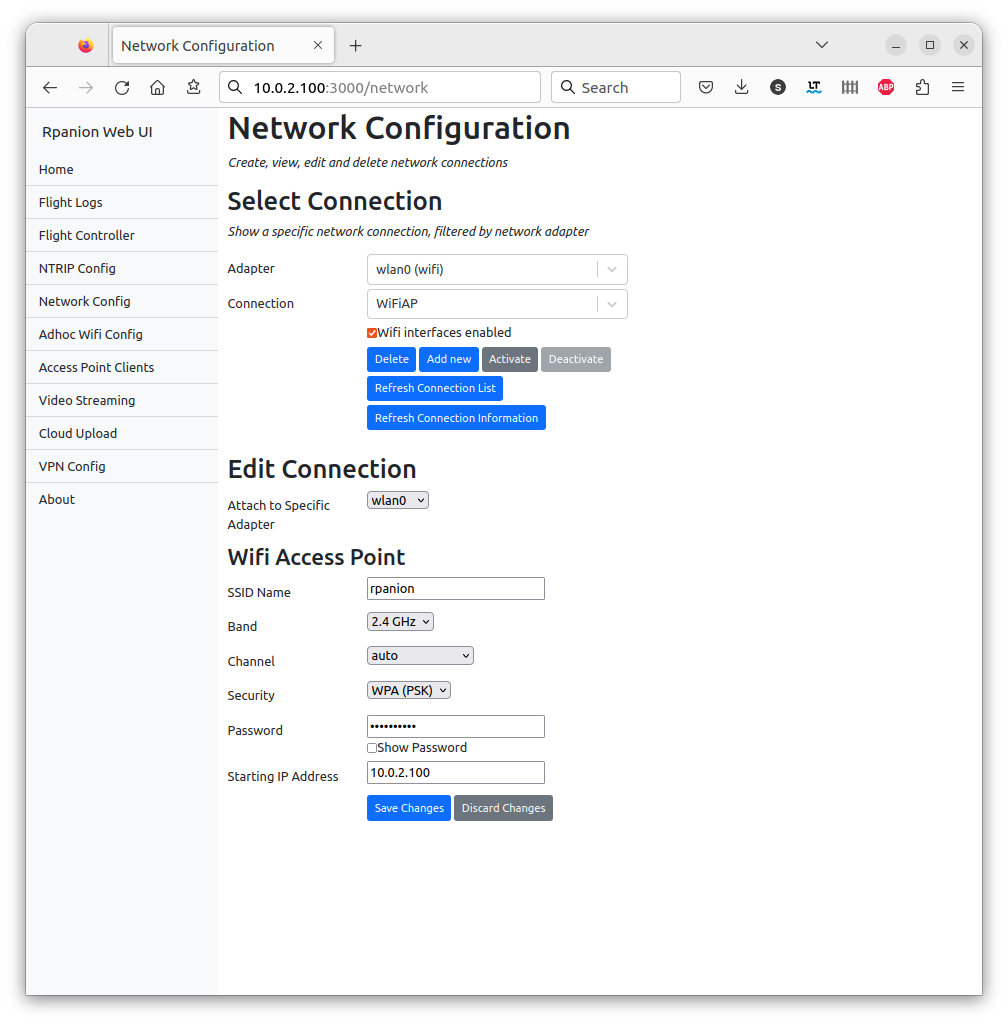 Network Configuration
10.0.2.100:3000/network
Search
S
LT
ABP
Rpanion Web UI
Home
Flight Logs
Flight Controller
NTRIP Config
Network Config
Adhoc Wifi Config
Access Point Clients
Video Streaming
Cloud Upload
VPN Config
About
Network Configuration
Create, view, edit and delete network connections
Select Connection
Show a specific network connection, filtered by network adapter
Adapter wlan0 (wifi)
Connection WiFiAP
Wifi interfaces enabled
Delete Add new Activate Deactivate
Refresh Connection List
Refresh Connection Information
Edit Connection
Attach to Specific
Adapter
wlan0
Wifi Access Point
SSID Name rpanion
Band 2.4 GHz
Channel auto
Security WPA (PSK)
Password ••••••••••
Show Password
Starting IP Address 10.0.2.100
Save Changes Discard Changes